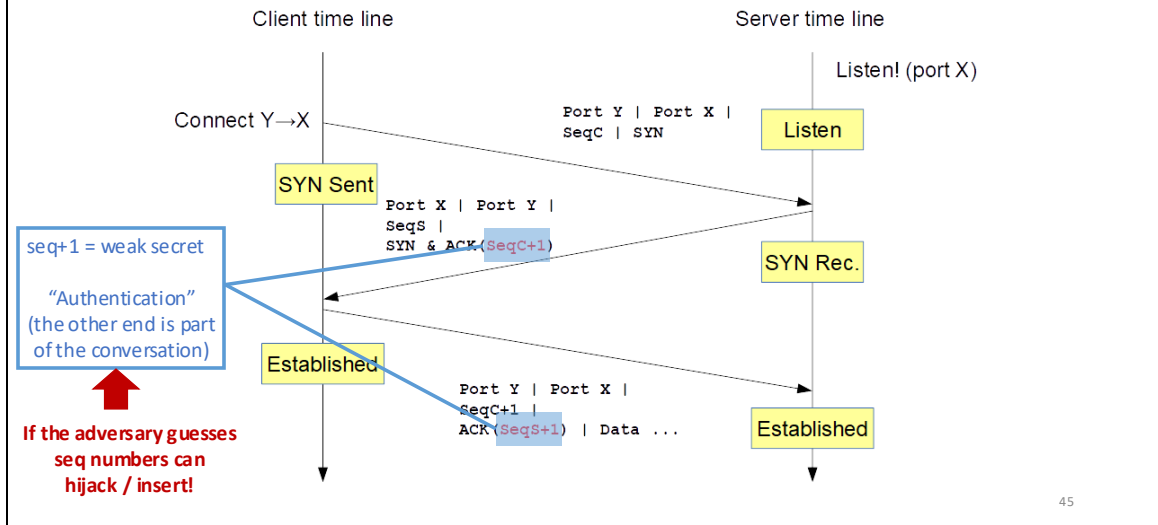 Client time line
Server time line
Listen! (port X)
Connect Y→X
Port Y | Port X |
SeqC | SYN
Listen
SYN Sent
Port X | Port Y |
SeqS |
SYN & ACK(SeqC+1)
SYN Rec.
seq+1 = weak secret
“Authentication”
(the other end is part
of the conversation)
Established
Port Y | Port X |
SeqC+1 |
ACK(SeqS+1) | Data ...
Established
If the adversary guesses
seq numbers can
hijack / insert!
45